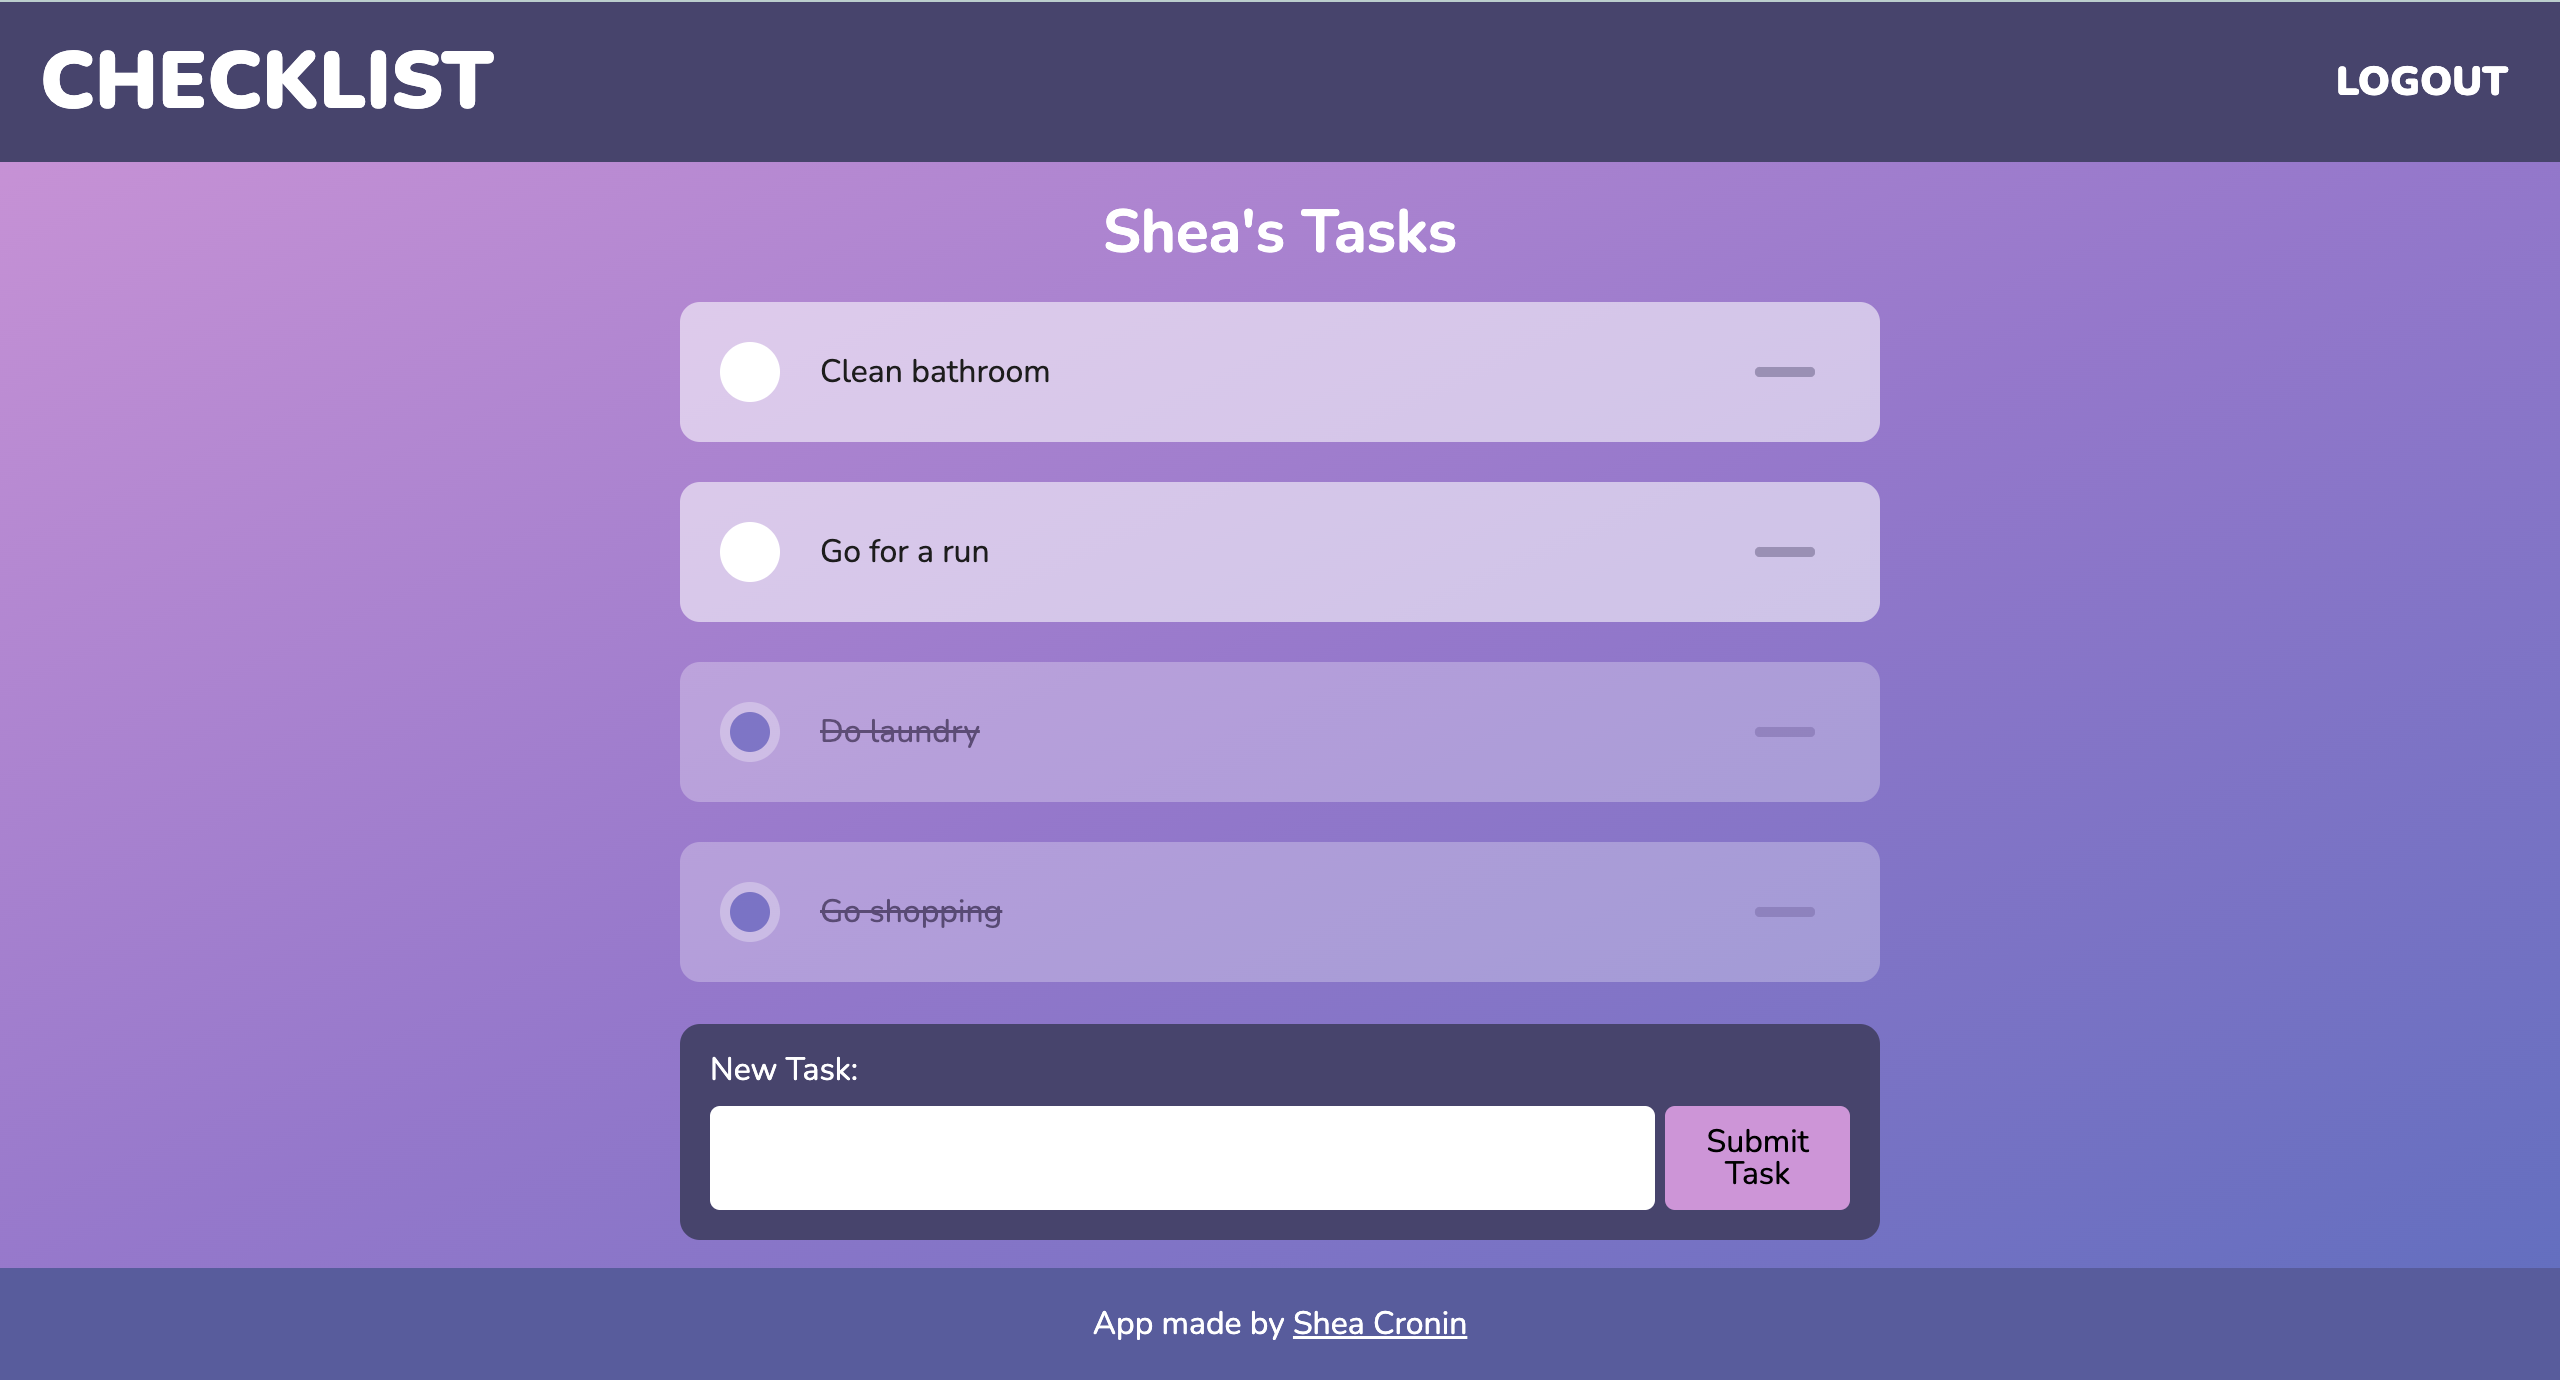 CHECKLIST
LOGOUT
Shea's Tasks
Clean bathroom
Go for a run
Do laundry
Go shopping
New Task:
Submit
Task
App made by Shea Cronin